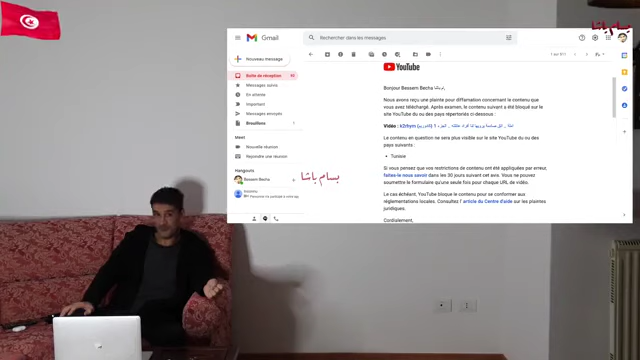 بسام باشا
Gmail
Rechercher dans les messages
Nouveau message
Boîte de réception
Messages suivis
En attente
Important
Messages envoyés
Brouillons
Meet
Nouvelle réunion
Rejoindre une réunion
Hangouts
Bessem Becha
YouTube
Bonjour Bessem Becha بسام باشا,
Nous avons reçu une plainte pour diffamation concernant le contenu que
vous avez téléchargé. Après examen, le contenu suivant a été bloqué sur
le site YouTube du ou des pays répertoriés ci-dessous :
Vidéo :
Le contenu en question ne sera plus visible sur le site YouTube du ou des
pays suivants :
• Tunisie
Si vous pensez que vos restrictions de contenu ont été appliquées par erreur,
faites-le nous savoir dans les 30 jours suivant cet avis. Vous ne pouvez
soumettre le formulaire qu'une seule fois pour chaque URL de vidéo.
Le cas échéant, YouTube bloque le contenu pour se conformer aux
réglementations locales. Consultez l'article du Centre d'aide sur les plaintes
juridiques.
Cordialement,
بسام باشا